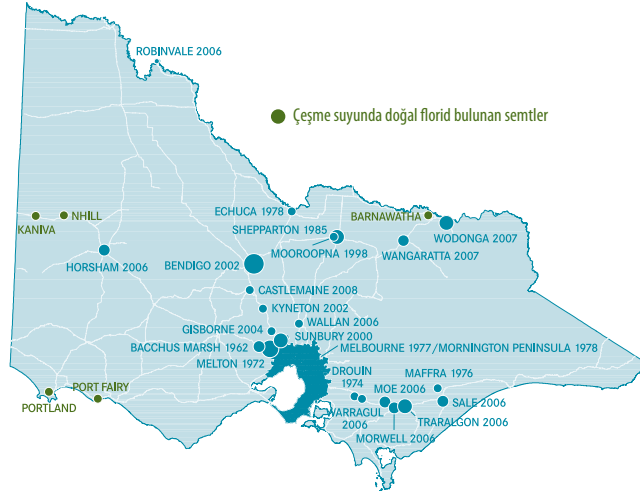 ROBINVALE 2006
Çeşme suyunda doğal florid bulunan semtler
ECHUCA 1978
BARNAWATHA
NHILL
KANIVA
SHEPPARTON 1985
MOOROOPNA 1998
WODONGA 2007
WANGARATTA 2007
HORSHAM 2006
BENDIGO 2002
CASTLEMAINE 2008
KYNETON 2002
WALLAN 2006
GISBORNE 2004
SUNBURY 2000
BACCHUS MARSH 1962
MELBOURNE 1977/MORNINGTON PENINSULA 1978
MELTON 1972
DROUIN
1974
MAFFRA 1976
MOE 2006
PORT FAIRY
PORTLAND
SALE 2006
WARRAGUL
2006
TRARALGON 2006
MORWELL 2006